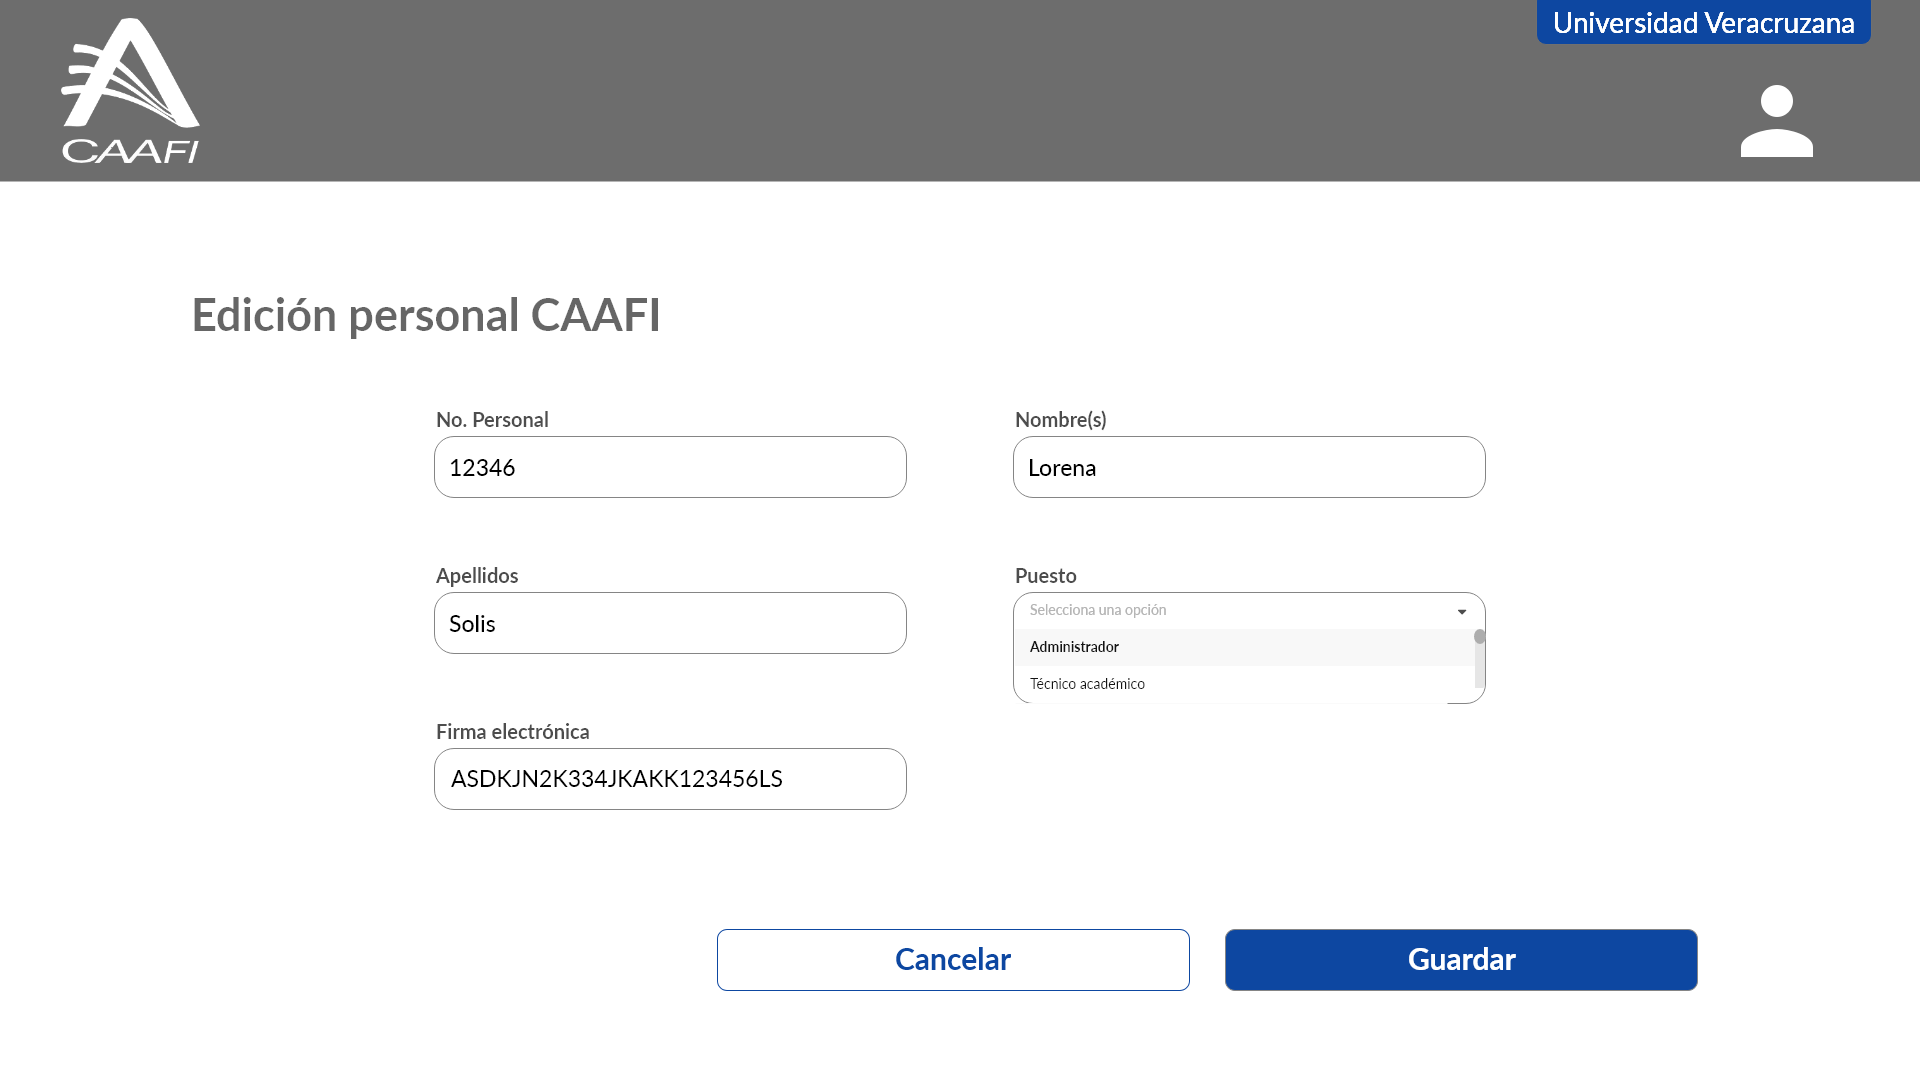 Universidad Veracruzana
CAAFI
Edición personal CAAFI
No. Personal
12346
Nombre(s)
Lorena
Apellidos
Solis
Puesto
Selecciona una opción
Administrador
Técnico académico
Firma electrónica
ASDKJN2K334JKAKK123456LS
Cancelar
Guardar